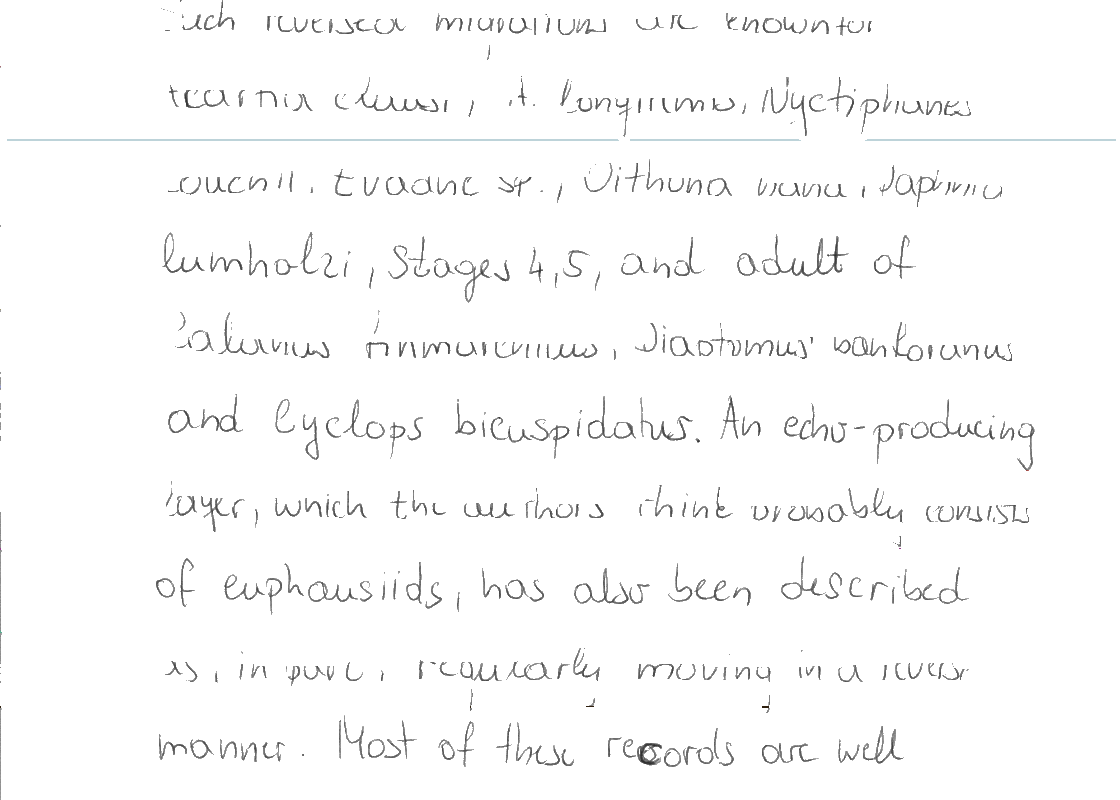 Such reversed migrations are known for
Acartia clausi, A. longiremis, Nyctiphanes
couchii, Evadne sp., Oithona nana, Daphnia
lumholzi, Stages 4,5, and adult of
Calanus finmarchicus, Diaptomus bankoranus
and Cyclops bicuspidatus. An echo-producing
layer, which the authors think probably consists
of euphausiids, has also been described
as, in part, regularly moving in a reverse
manner. Most of these records are well